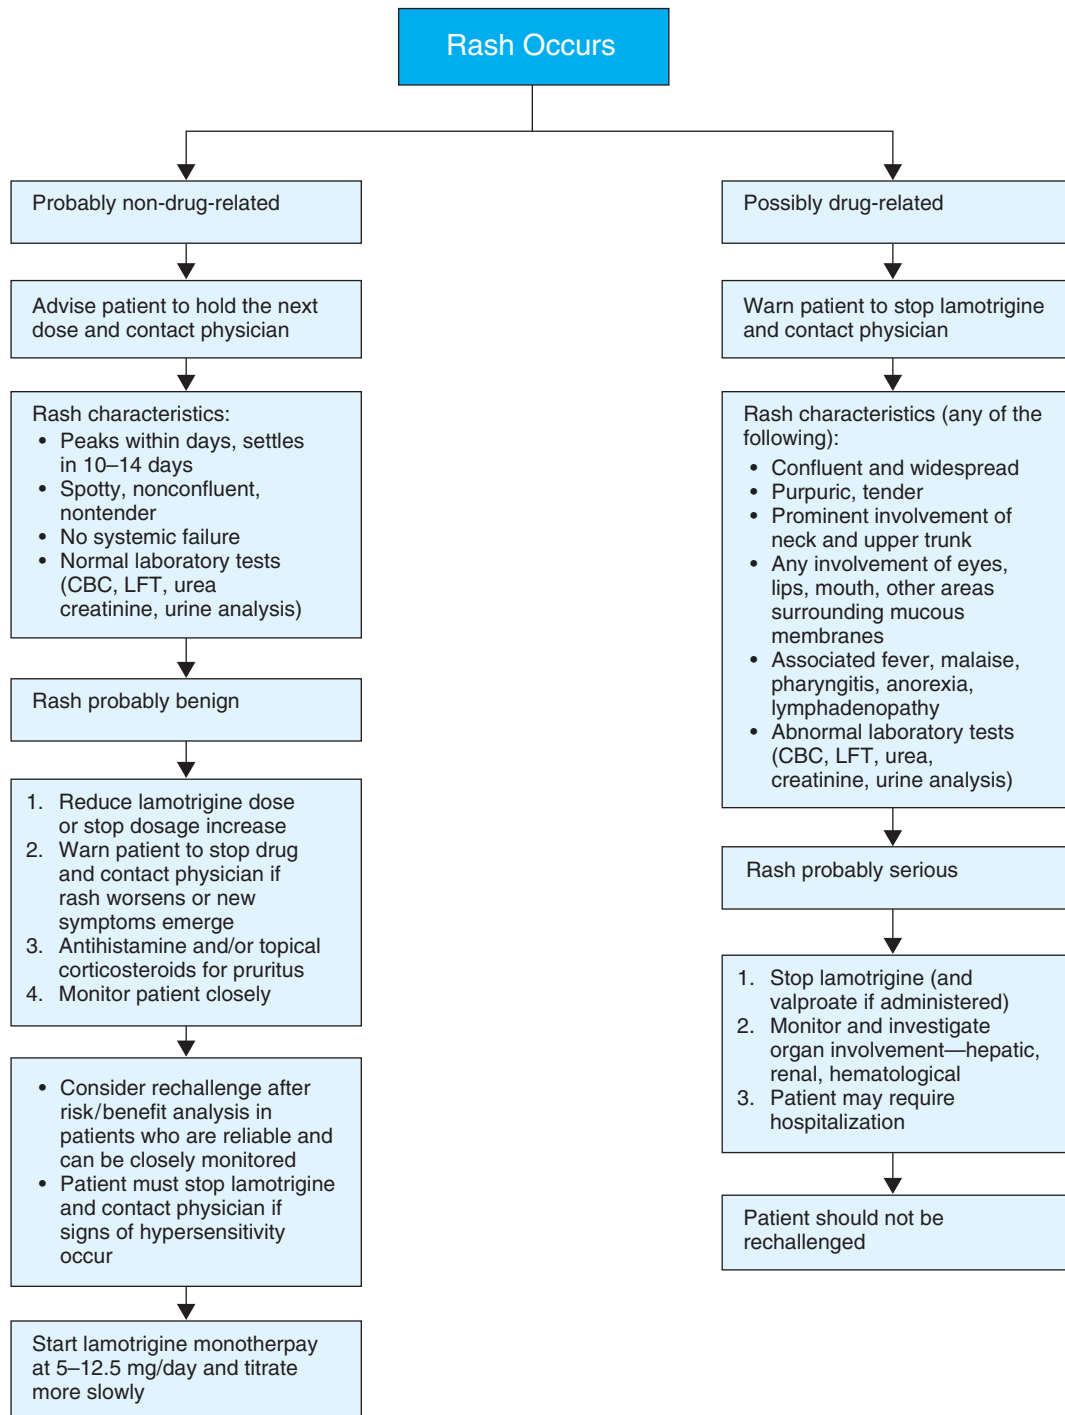 Rash Occurs
Probably non-drug-related
Advise patient to hold the next
dose and contact physician
Rash characteristics:
• Peaks within days, settles
in 10–14 days
• Spotty, nonconfluent,
nontender
• No systemic failure
• Normal laboratory tests
(CBC, LFT, urea
creatinine, urine analysis)
Rash probably benign
1. Reduce lamotrigine dose
or stop dosage increase
2. Warn patient to stop drug
and contact physician if
rash worsens or new
symptoms emerge
3. Antihistamine and/or topical
corticosteroids for pruritus
4. Monitor patient closely
• Consider rechallenge after
risk/benefit analysis in
patients who are reliable and
can be closely monitored
• Patient must stop lamotrigine
and contact physician if
signs of hypersensitivity
occur
Start lamotrigine monotherpay
at 5–12.5 mg/day and titrate
more slowly
Possibly drug-related
Warn patient to stop lamotrigine
and contact physician
Rash characteristics (any of the
following):
• Confluent and widespread
• Purpuric, tender
• Prominent involvement of
neck and upper trunk
• Any involvement of eyes,
lips, mouth, other areas
surrounding mucous
membranes
• Associated fever, malaise,
pharyngitis, anorexia,
lymphadenopathy
• Abnormal laboratory tests
(CBC, LFT, urea,
creatinine, urine analysis)
Rash probably serious
1. Stop lamotrigine (and
valproate if administered)
2. Monitor and investigate
organ involvement—hepatic,
renal, hematological
3. Patient may require
hospitalization
Patient should not be
rechallenged